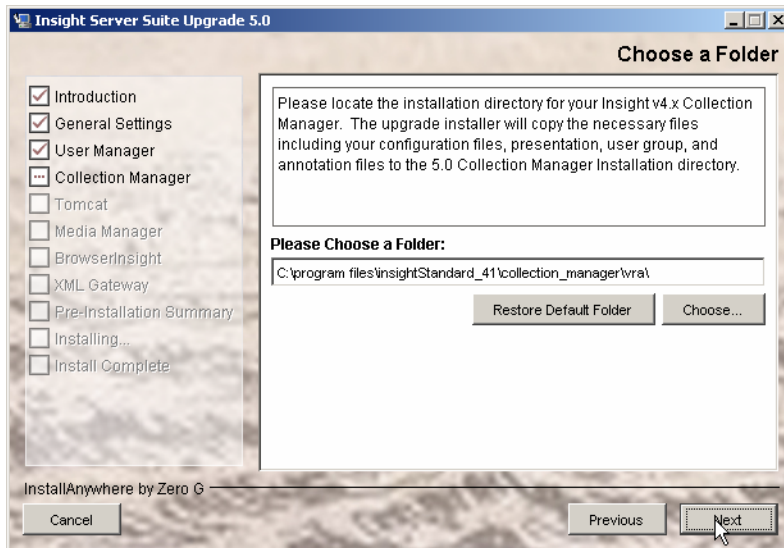 Insight Server Suite Upgrade 5.0
Choose a Folder
Introduction
General Settings
User Manager
Collection Manager
Tomcat
Media Manager
BrowserInsight
XML Gateway
Pre-Installation Summary
Installing...
Install Complete
Please locate the installation directory for your Insight v4.x Collection
Manager.  The upgrade installer will copy the necessary files
including your configuration files, presentation, user group, and
annotation files to the 5.0 Collection Manager Installation directory.
Please Choose a Folder:
C:\program files\insightStandard_41\collection_manager\vra\
Restore Default Folder
Choose...
InstallAnywhere by Zero G
Cancel
Previous
Next